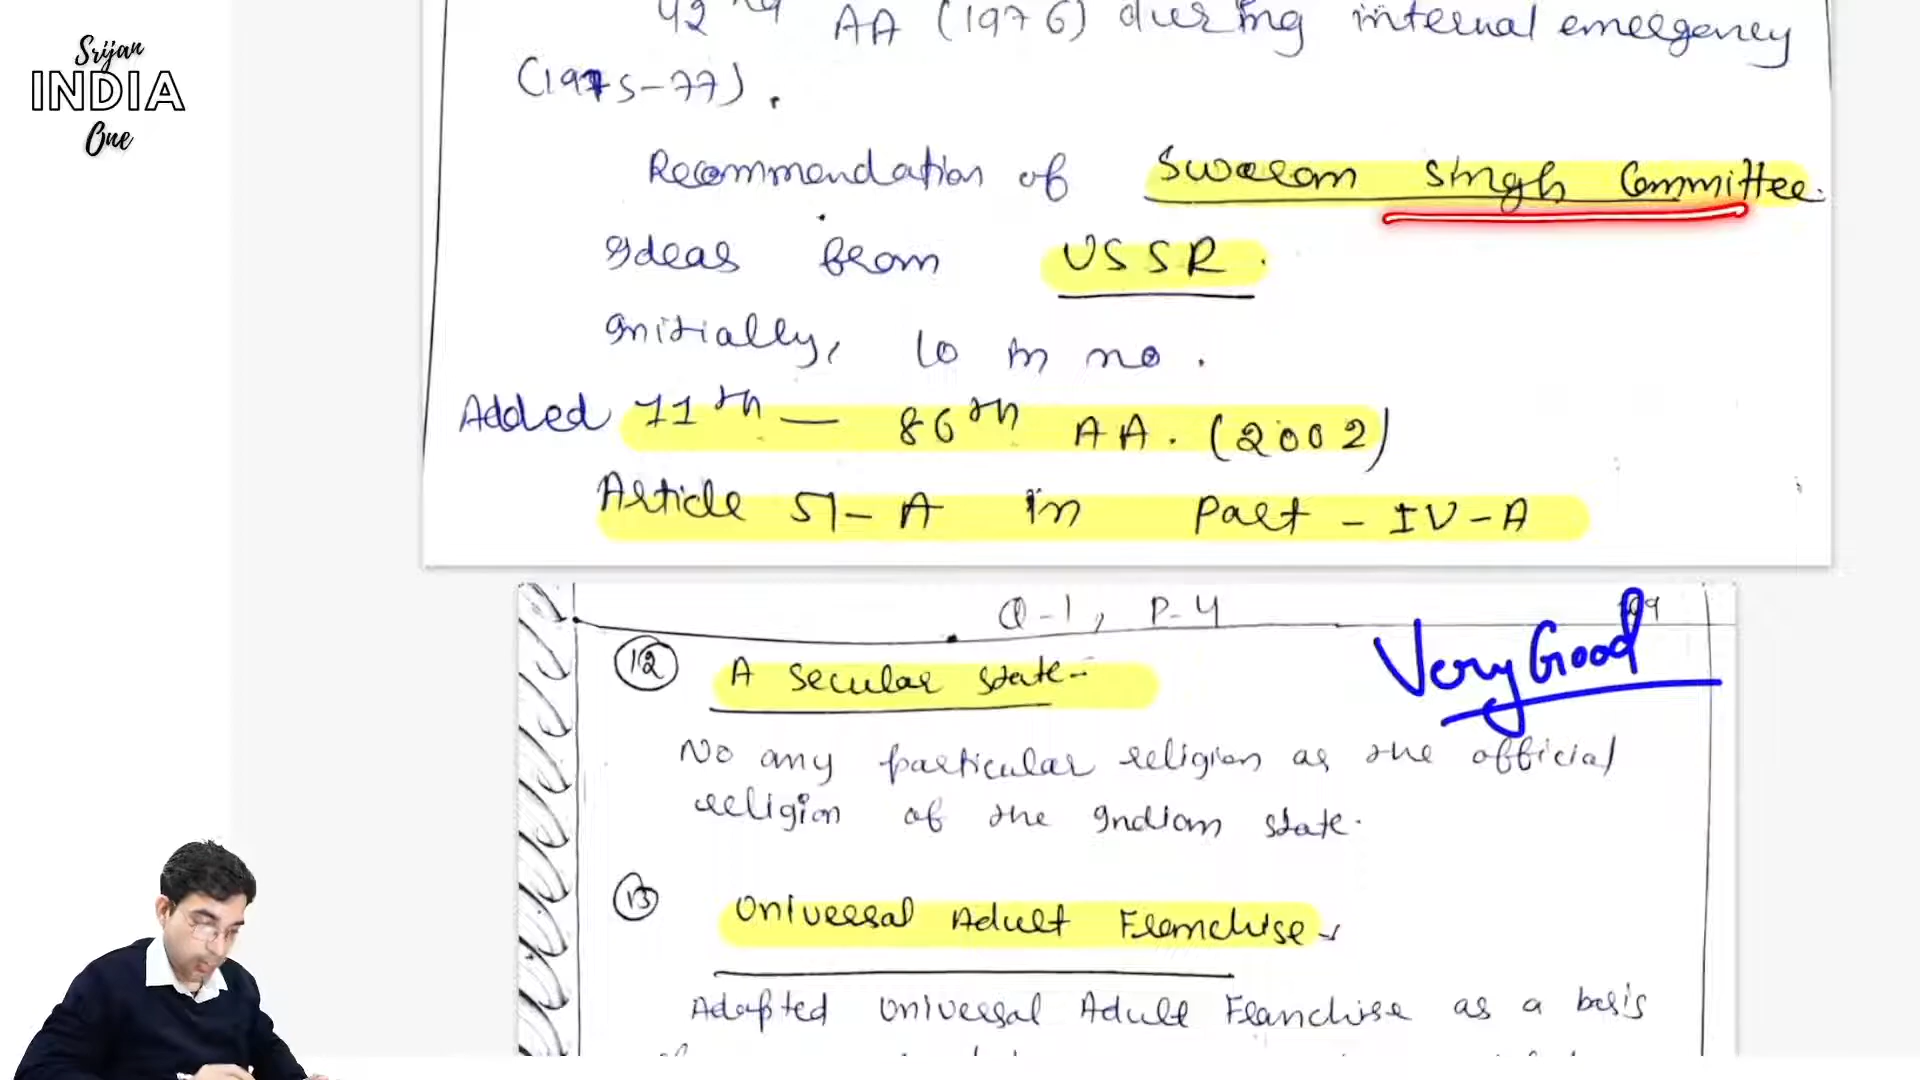 Srijan
INDIA
One
42nd AA (1976) during internal emergency
(1975-77).
Recommendation of Swaran Singh Committee.
Ideas from USSR.
Initially, 10 in no.
Added 11th — 86th AA. (2002)
Article 51-A in Part - IV-A
Q-1, P-4
Very Good
12 A Secular State-
No any particular religion as the official
religion of the Indian state.
13 Universal Adult Franchise
Adapted Universal Adult Franchise as a basis